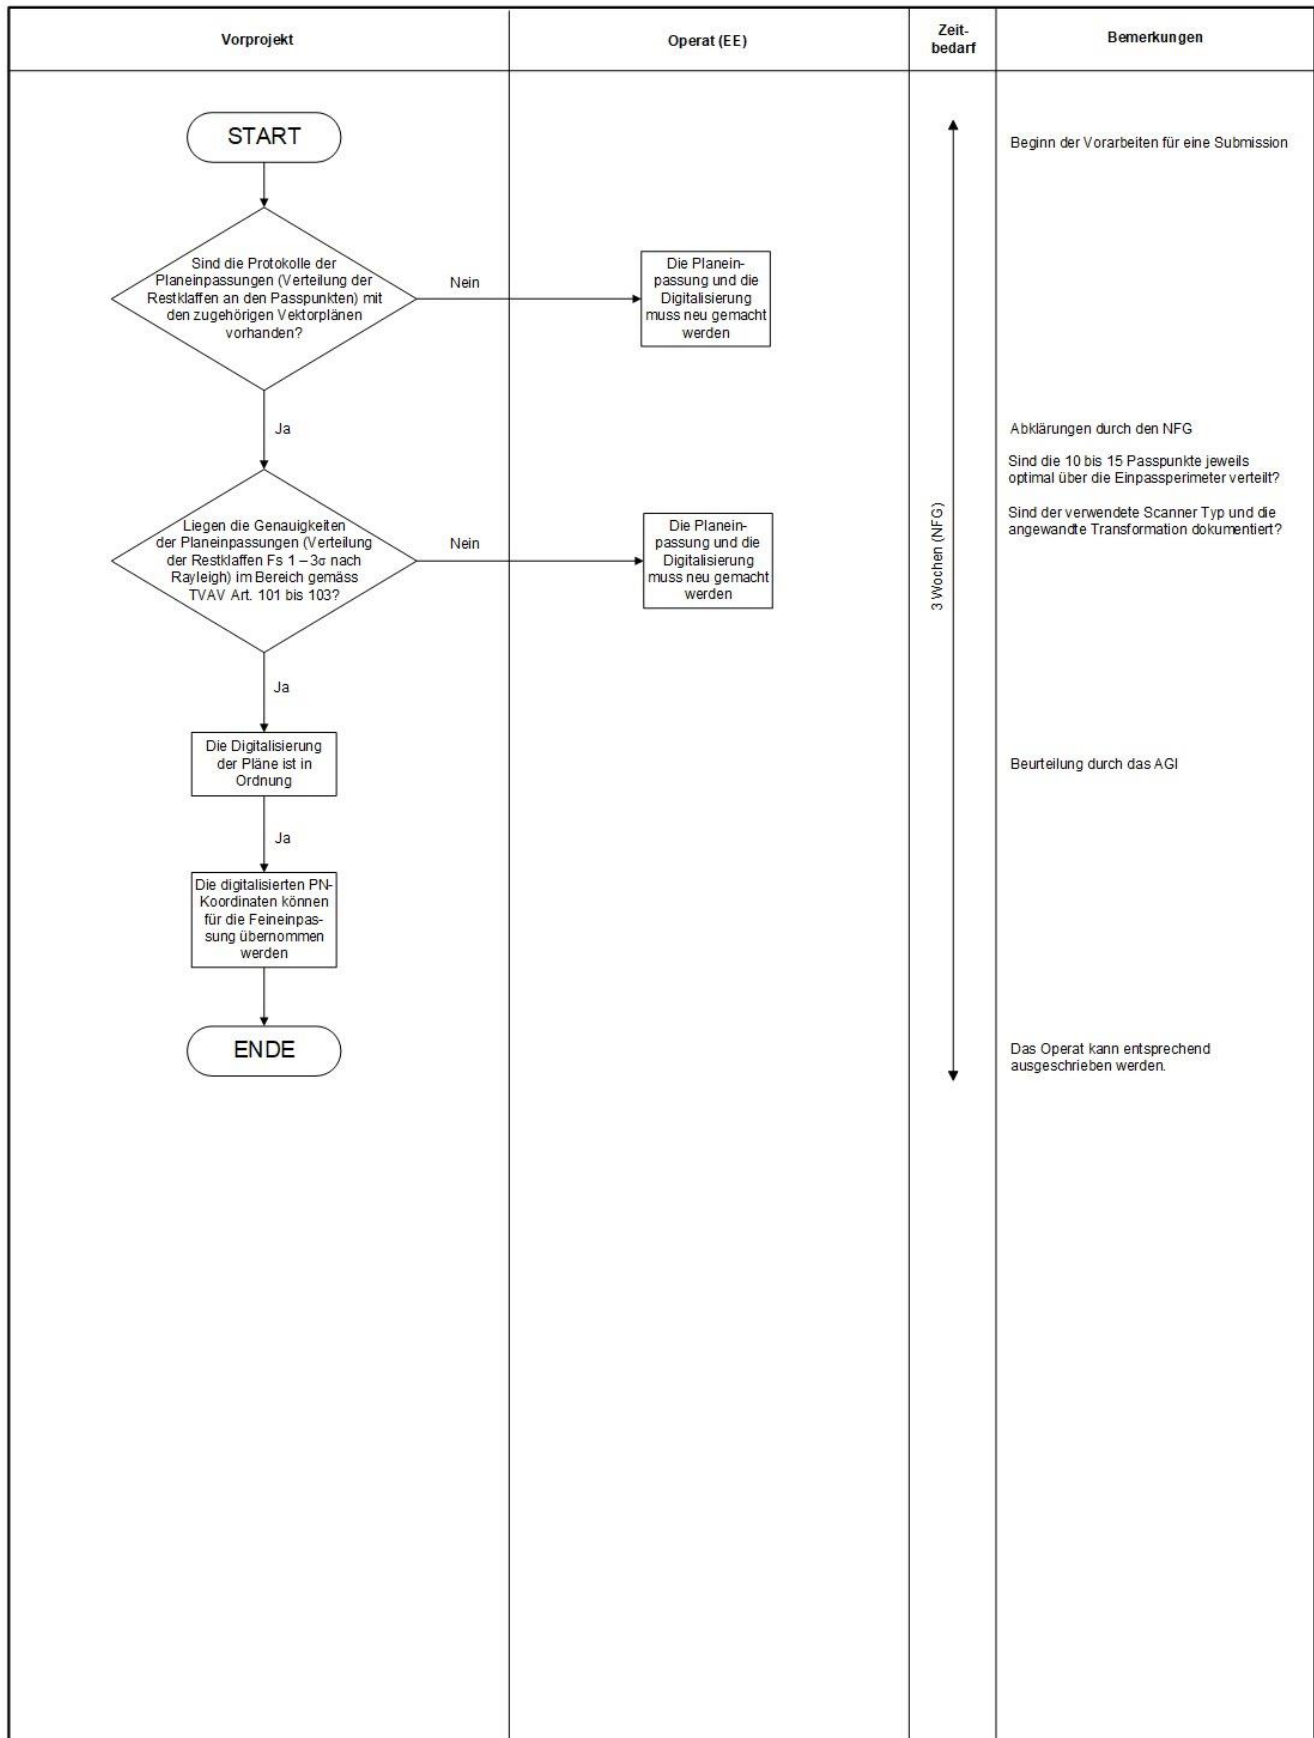 Vorprojekt
Operat (EE)
Zeit-
bedarf
Bemerkungen
START
Beginn der Vorarbeiten für eine Submission
Sind die Protokolle der
Planeinpassungen (Verteilung der
Restklaffen an den Passpunkten) mit
den zugehörigen Vektorplänen
vorhanden?
Nein
Die Planein-
passung und die
Digitalisierung
muss neu gemacht
werden
Ja
Abklärungen durch den NFG
Sind die 10 bis 15 Passpunkte jeweils
optimal über die Einpassperimeter verteilt?
Sind der verwendete Scanner Typ und die
angewandte Transformation dokumentiert?
Liegen die Genauigkeiten
der Planeinpassungen (Verteilung
der Restklaffen Fs 1 – 3σ nach
Rayleigh) im Bereich gemäss
TVAV Art. 101 bis 103?
Nein
Die Planein-
passung und die
Digitalisierung
muss neu gemacht
werden
3 Wochen (NFG)
Ja
Die Digitalisierung
der Pläne ist in
Ordnung
Beurteilung durch das AGI
Ja
Die digitalisierten PN-
Koordinaten können
für die Feineinpas-
sung übernommen
werden
ENDE
Das Operat kann entsprechend
ausgeschrieben werden.